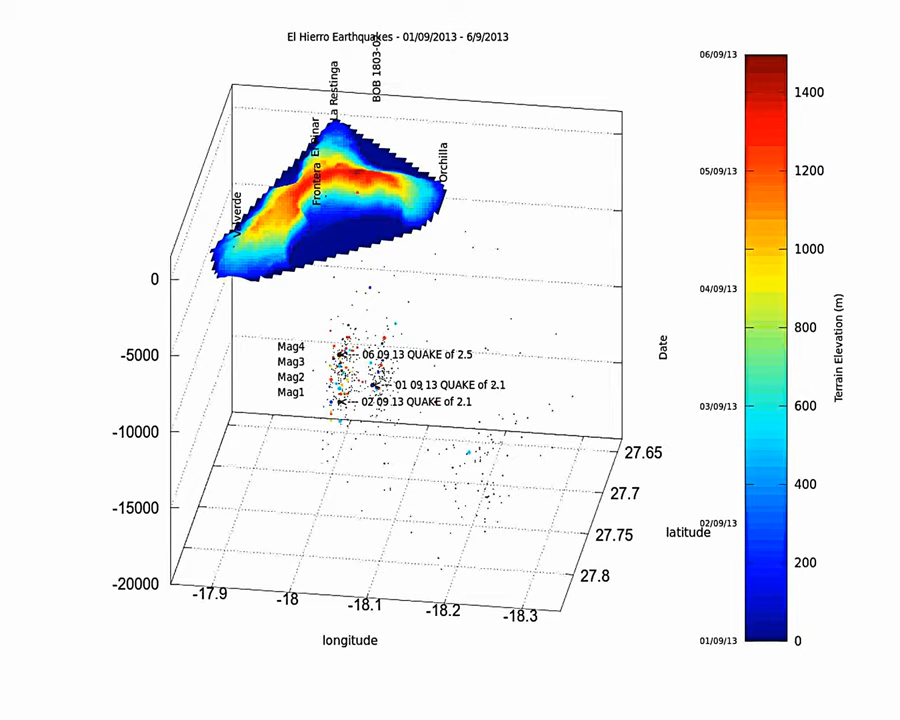 El Hierro Earthquakes - 01/09/2013 - 6/9/2013
La Restinga
Frontera
Orchilla
0
-5000
-10000
-15000
-20000
Mag4
Mag3
Mag2
Mag1
06 09 13 QUAKE of 2.5
01 09 13 QUAKE of 2.1
02 09 13 QUAKE of 2.1
27.65
27.7
27.75
27.8
latitude
-17.9
-18
-18.1
-18.2
-18.3
longitude
06/09/13
05/09/13
04/09/13
03/09/13
02/09/13
01/09/13
Date
1400
1200
1000
800
600
400
200
0
Terrain Elevation (m)